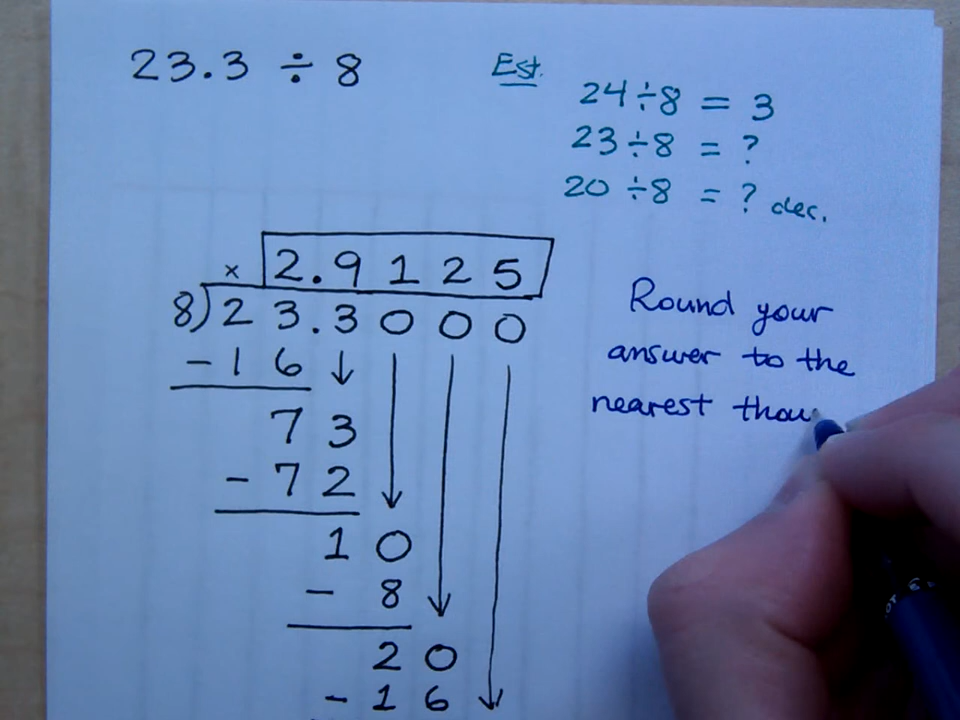 23.3 ÷ 8
Est.
24÷8 = 3
23÷8 = ?
20÷8 = ? dec.
x 2.9125
8)23.3000
-16
73
-72
10
- 8
20
-16
Round your
answer to the
nearest thou